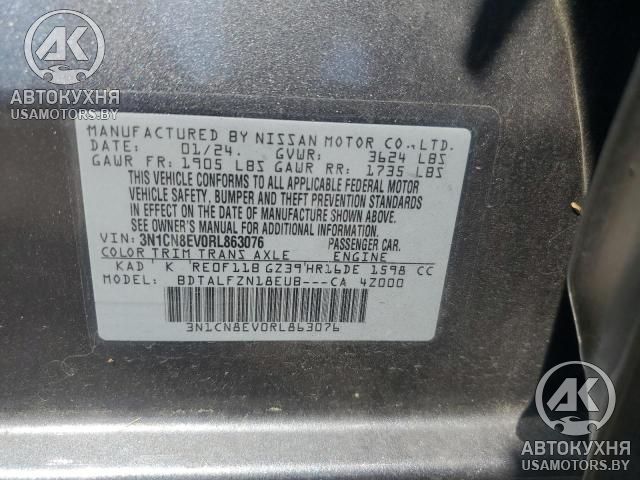 AK
АВТОКУХНЯ
USAMOTORS.BY
MANUFACTURED BY NISSAN MOTOR CO.,LTD.
DATE: 01/24. GVWR: 3624 LBS
GAWR FR: 1905 LBS GAWR RR: 1735 LBS
THIS VEHICLE CONFORMS TO ALL APPLICABLE FEDERAL MOTOR
VEHICLE SAFETY, BUMPER AND THEFT PREVENTION STANDARDS
IN EFFECT ON THE DATE OF MANUFACTURE SHOWN ABOVE.
SEE OWNER'S MANUAL FOR ADDITIONAL INFORMATION
VIN: 3N1CN8EV0RL863076 PASSENGER CAR.
COLOR TRIM TRANS AXLE ENGINE
KAD K RE0F11B GZ39 HR16DE 1598 CC
MODEL: BDTALFZN18EUB---CA 4Z000
3N1CN8EV0RL863076
AK
АВТОКУХНЯ
USAMOTORS.BY